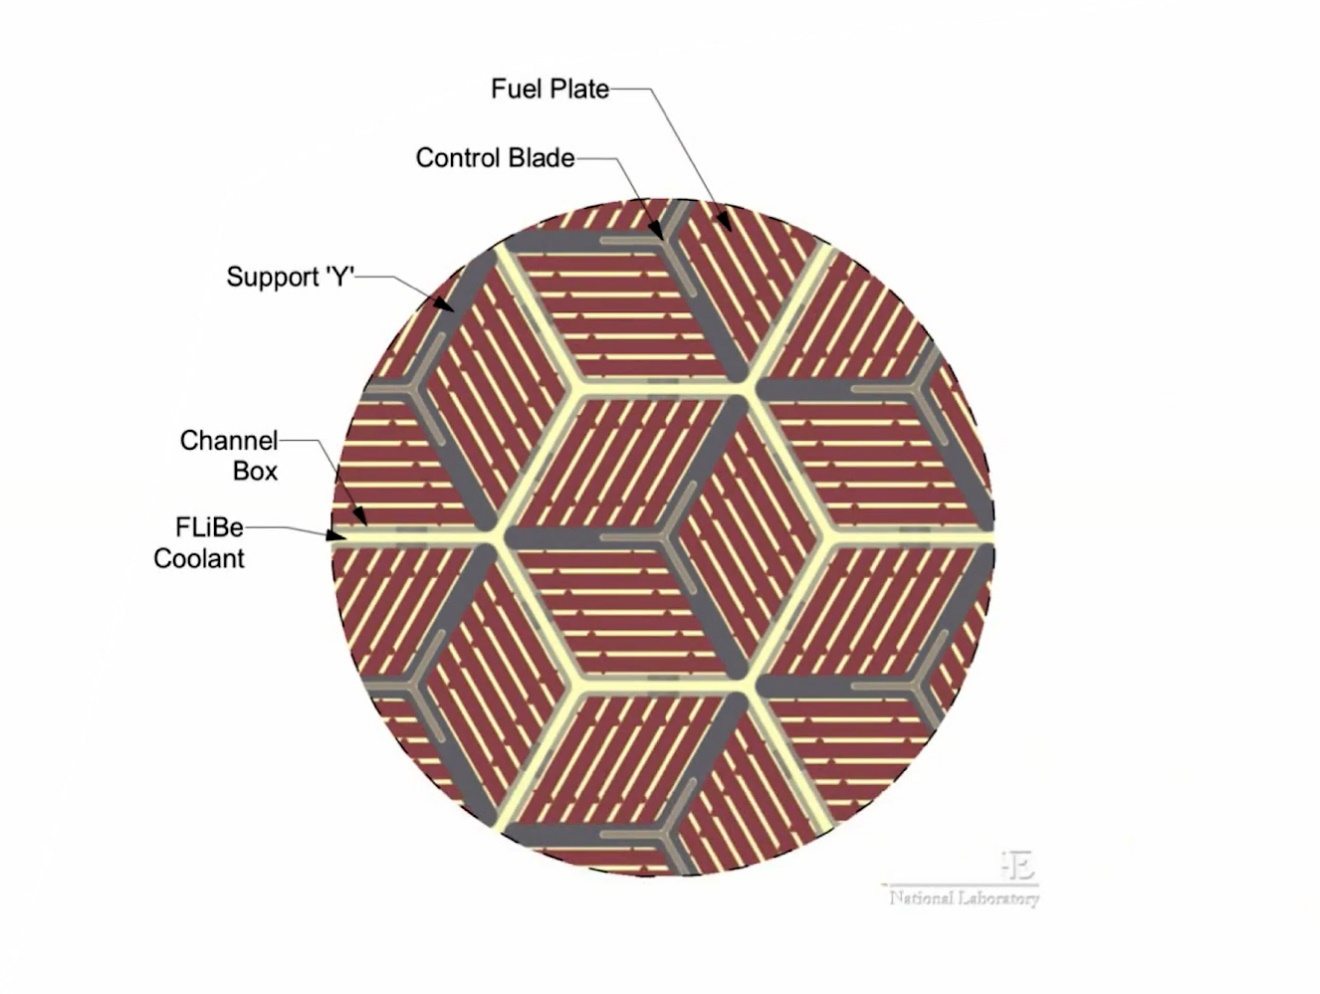 Fuel Plate
Control Blade
Support 'Y'
Channel
Box
FLiBe
Coolant
National Laboratory